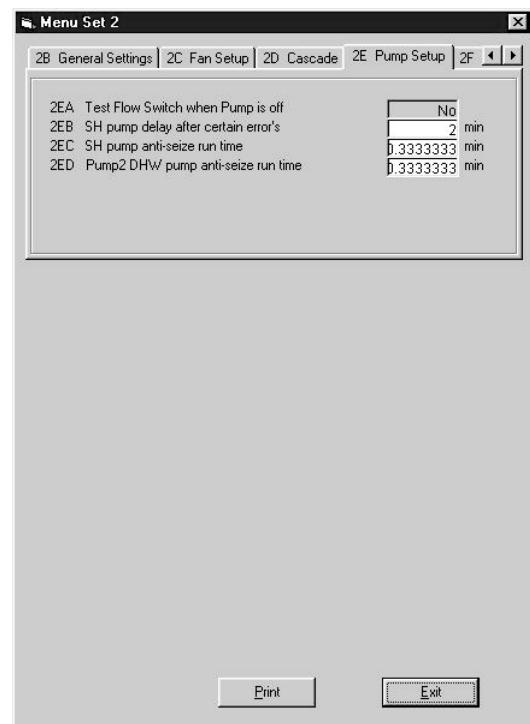 Menu Set 2
2B General Settings 2C Fan Setup 2D Cascade 2E Pump Setup 2F
2EA Test Flow Switch when Pump is off No
2EB SH pump delay after certain error's 2 min
2EC SH pump anti-seize run time 0.3333333 min
2ED Pump2 DHW pump anti-seize run time 0.3333333 min
Print Exit